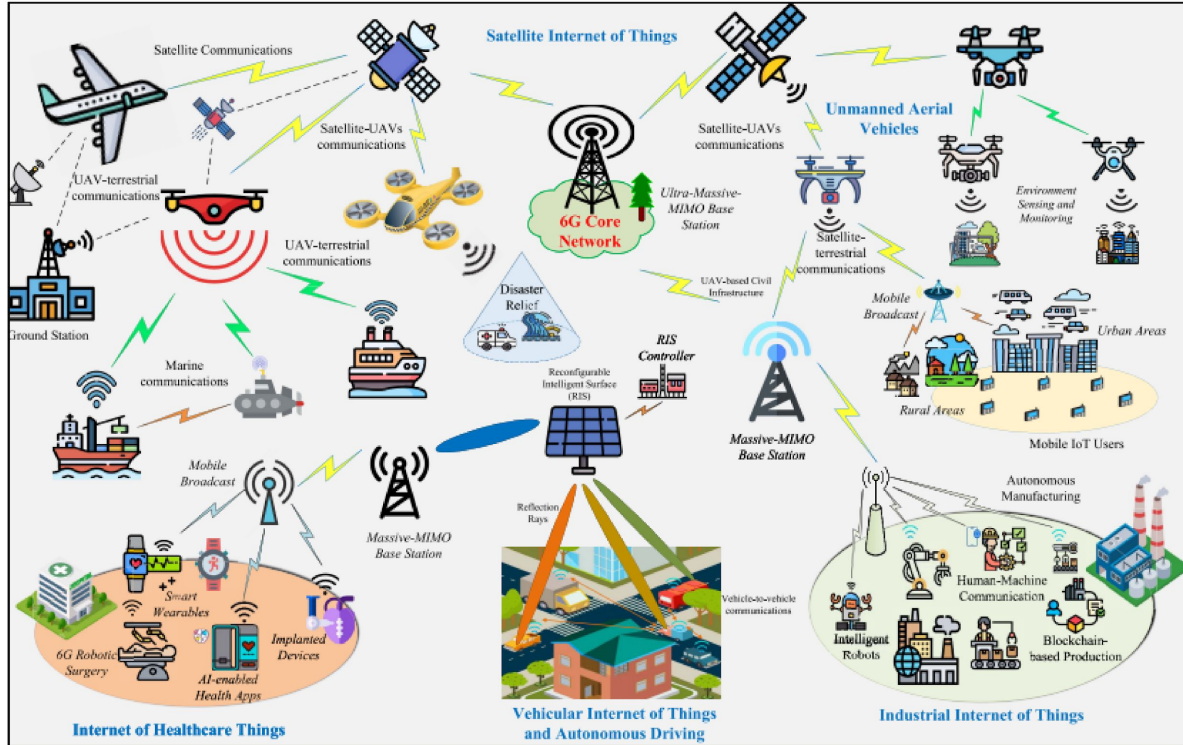 Satellite Communications
Satellite Internet of Things
Unmanned Aerial
Vehicles
Satellite-UAVs
communications
Satellite-UAVs
communications
UAV-terrestrial
communications
Ultra-Massive-
MIMO Base
Station
Environment
Sensing and
Monitoring
6G Core
Network
UAV-terrestrial
communications
Satellite-
terrestrial
communications
Ground Station
Disaster
Relief
UAV-based Civil
Infrastructure
Mobile
Broadcast
Urban Areas
Marine
communications
RIS
Controller
Reconfigurable
Intelligent Surface
(RIS)
Rural Areas
Mobile IoT Users
Massive-MIMO
Base Station
Mobile
Broadcast
Massive-MIMO
Base Station
Reflection
Rays
Autonomous
Manufacturing
Smart
Wearables
Implanted
Devices
6G Robotic
Surgery
AI-enabled
Health Apps
Vehicle-to-vehicle
communications
Human-Machine
Communication
Intelligent
Robots
Blockchain-
based Production
Internet of Healthcare Things
Vehicular Internet of Things
and Autonomous Driving
Industrial Internet of Things